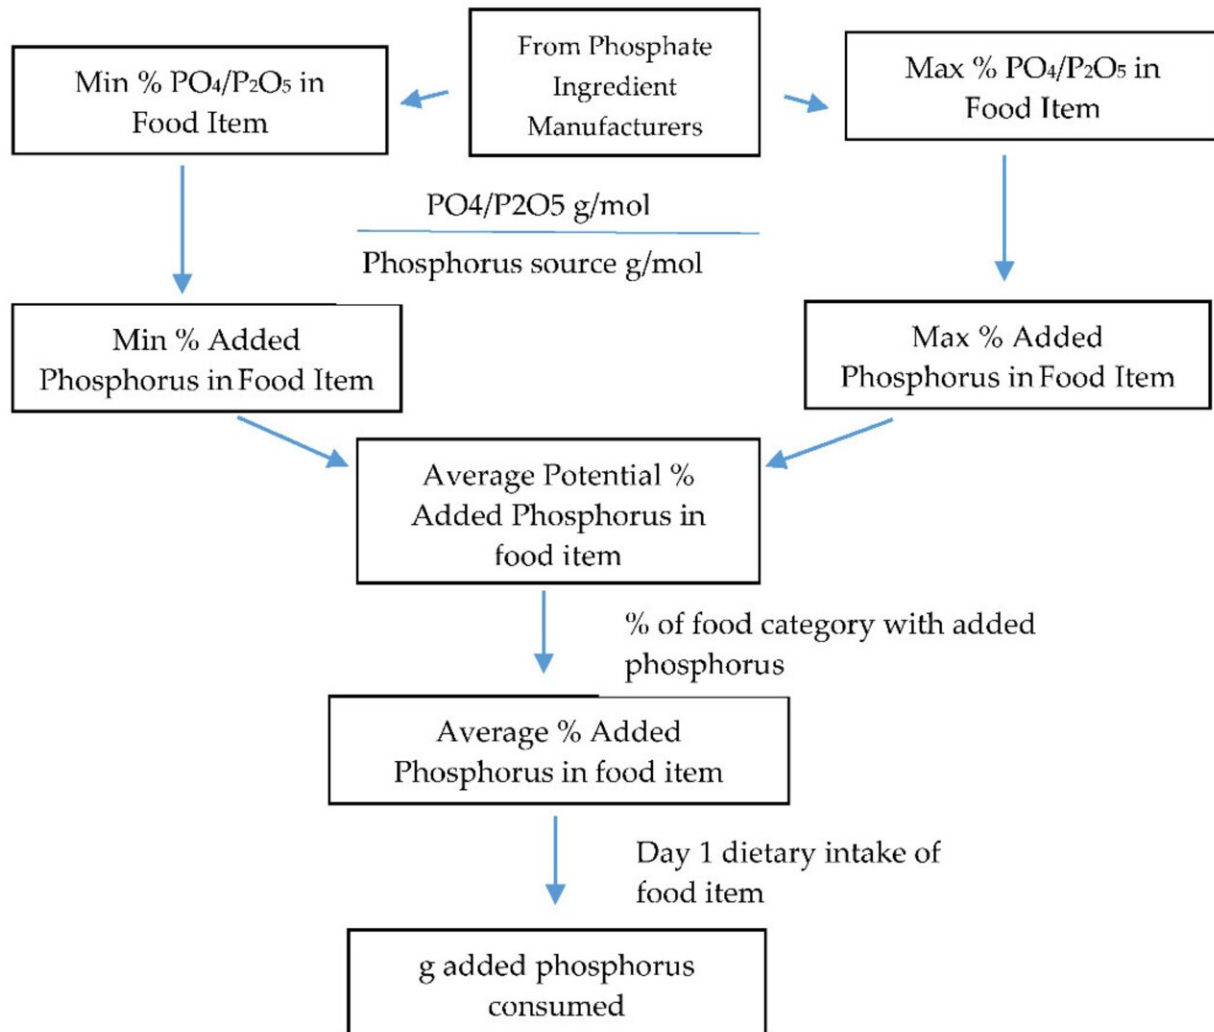 Min % PO₄/P₂O₅ in
Food Item
From Phosphate
Ingredient
Manufacturers
Max % PO₄/P₂O₅ in
Food Item
PO4/P2O5 g/mol
Phosphorus source g/mol
Min % Added
Phosphorus in Food Item
Max % Added
Phosphorus in Food Item
Average Potential %
Added Phosphorus in
food item
% of food category with added
phosphorus
Average % Added
Phosphorus in food item
Day 1 dietary intake of
food item
g added phosphorus
consumed